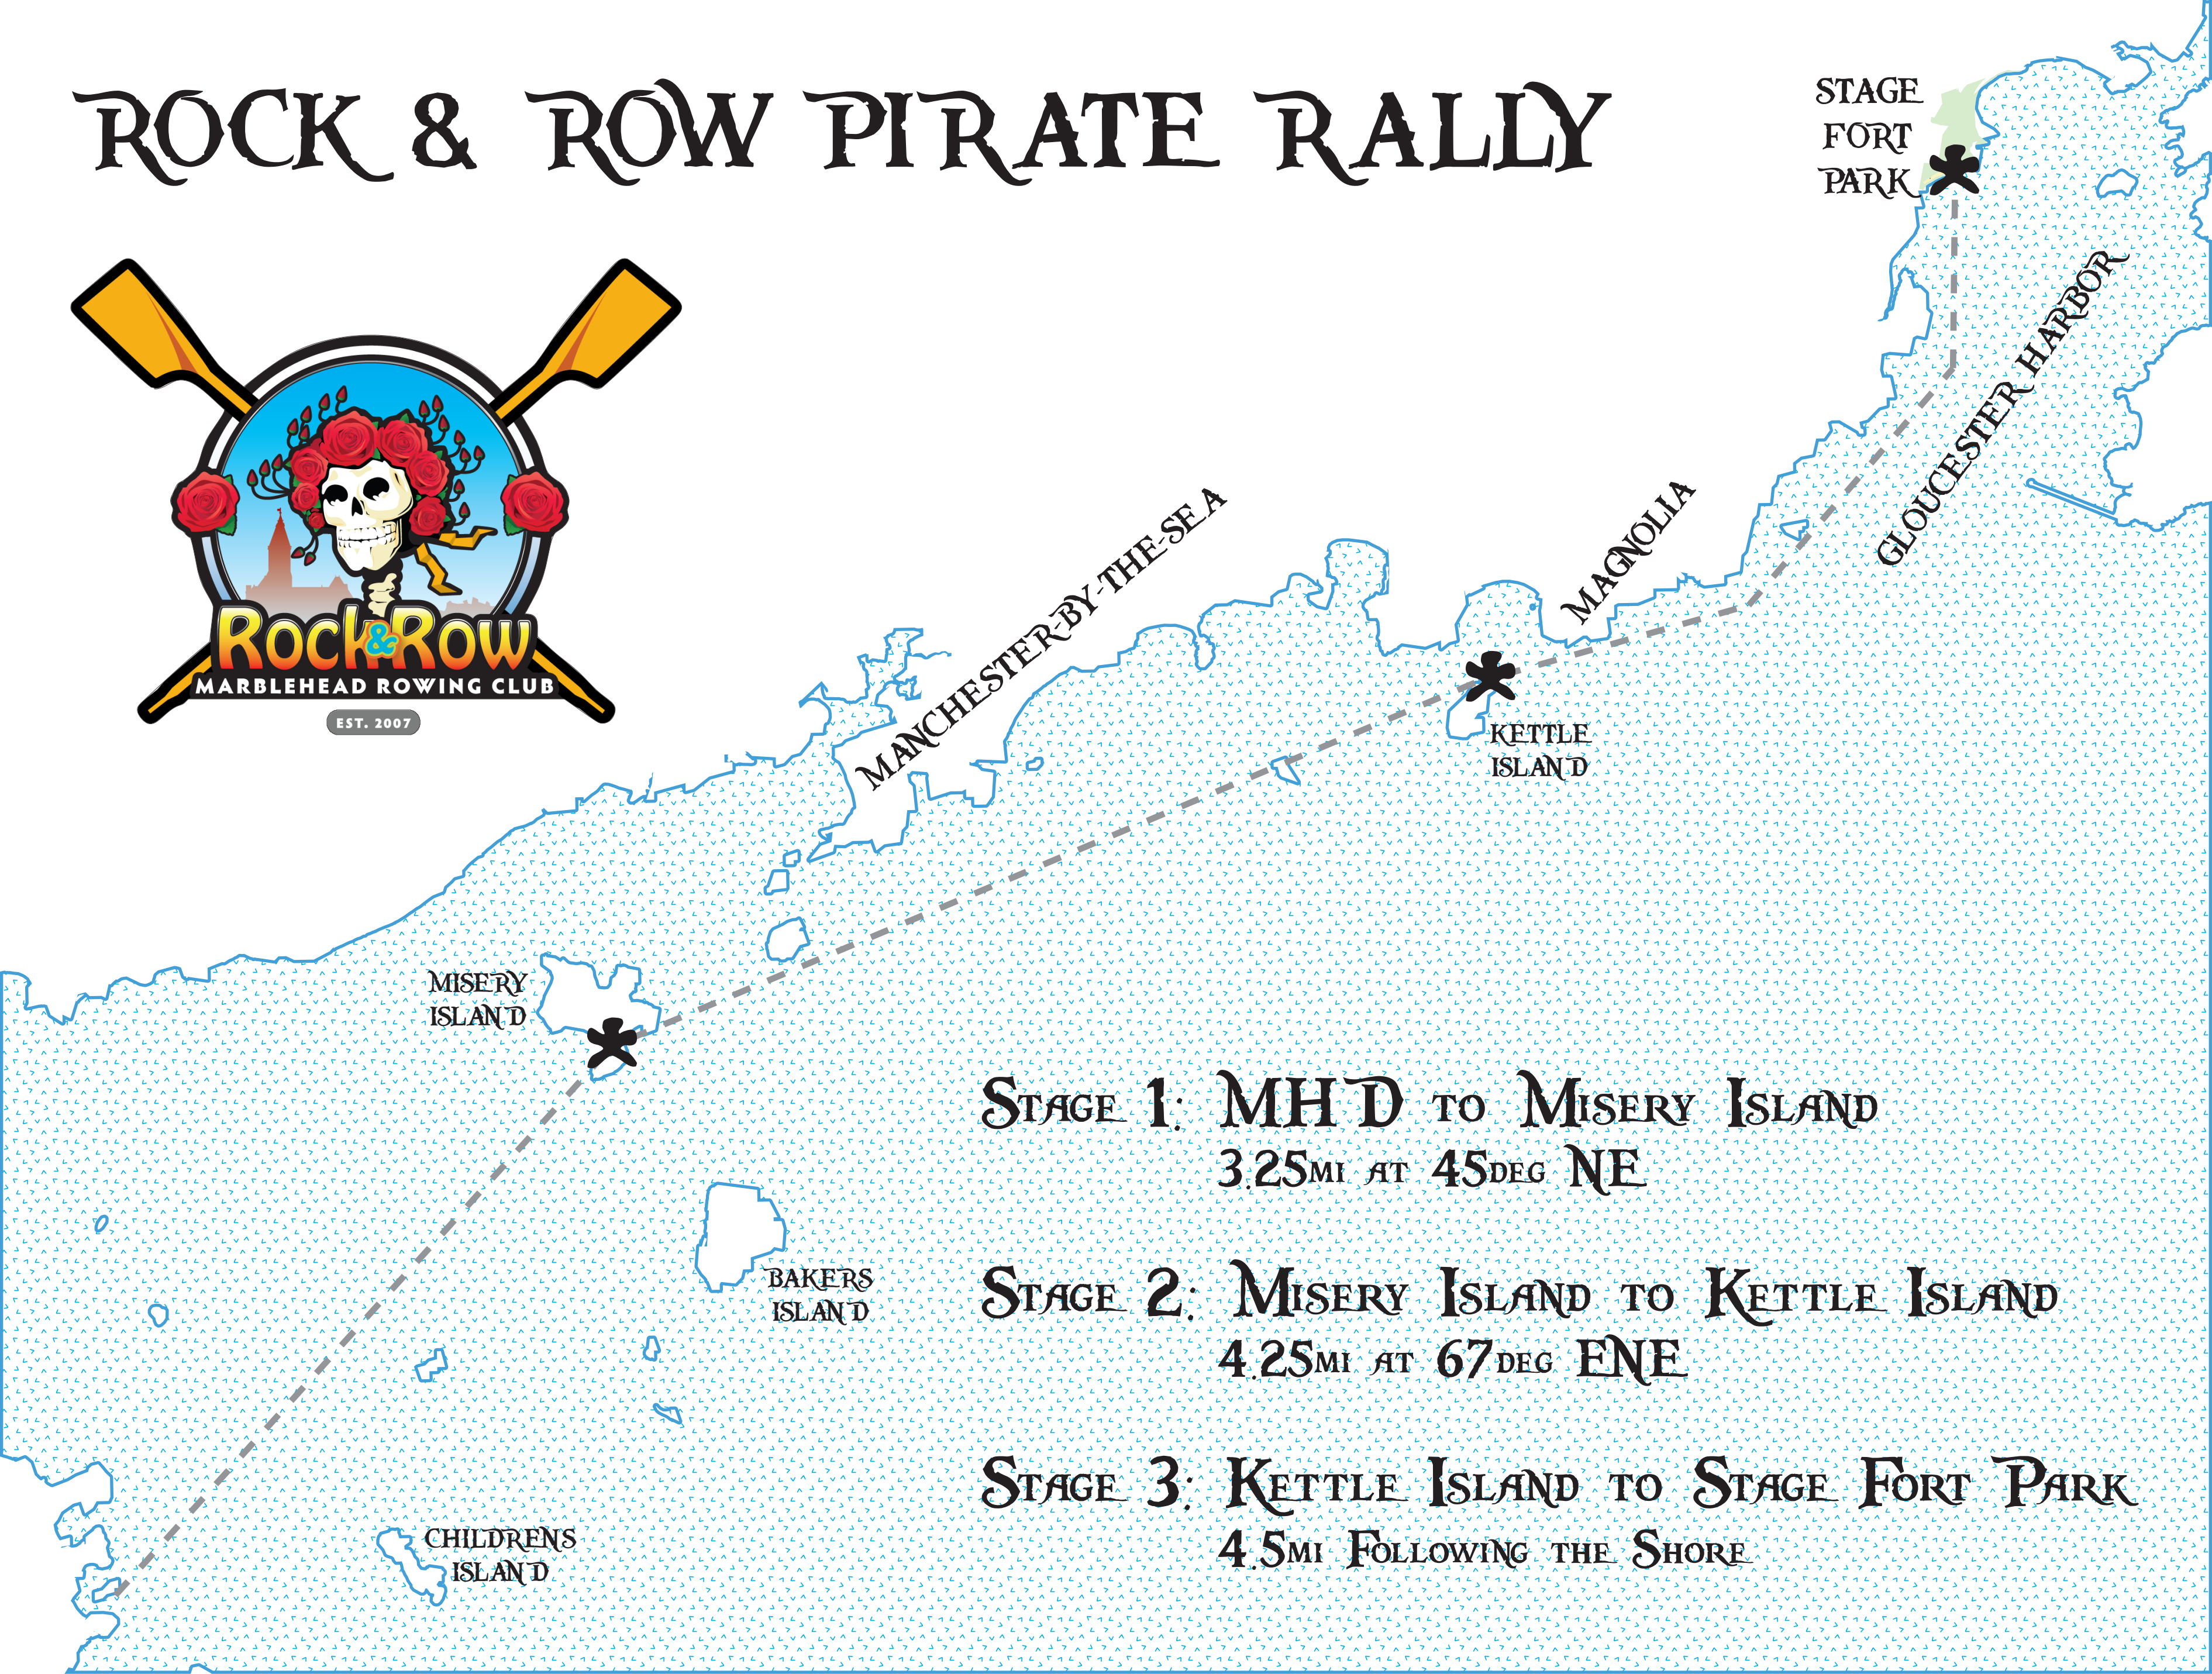 ROCK & ROW PIRATE RALLY
STAGE
FORT
PARK
GLOUCESTER HARBOR
MAGNOLIA
MANCHESTER-BY-THE-SEA
Rock & Row
MARBLEHEAD ROWING CLUB
EST. 2007
KETTLE
ISLAND
MISERY
ISLAND
BAKERS
ISLAND
CHILDRENS
ISLAND
Stage 1: MHD to Misery Island
3.25mi at 45deg NE
Stage 2: Misery Island to Kettle Island
4.25mi at 67deg ENE
Stage 3: Kettle Island to Stage Fort Park
4.5mi Following the Shore